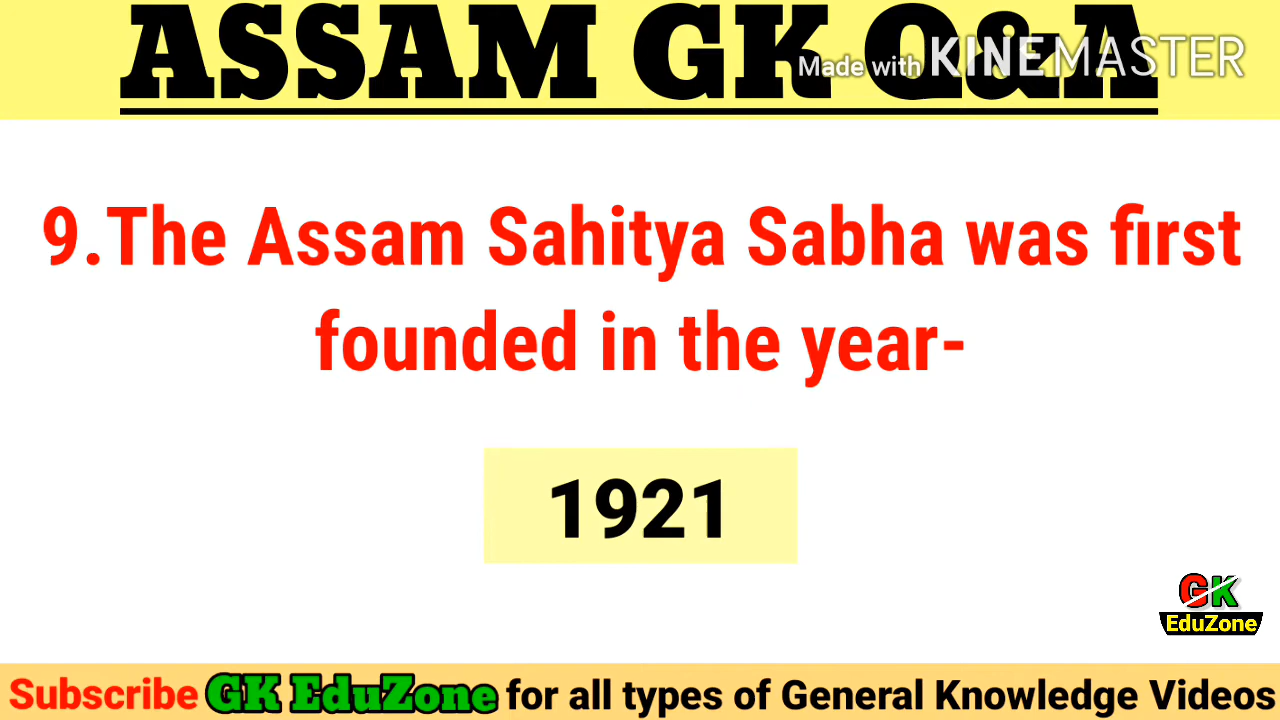 ASSAM GK Q&A
Made with KINEMASTER
9.The Assam Sahitya Sabha was first
founded in the year-
1921
GK
EduZone
Subscribe GK EduZone for all types of General Knowledge Videos